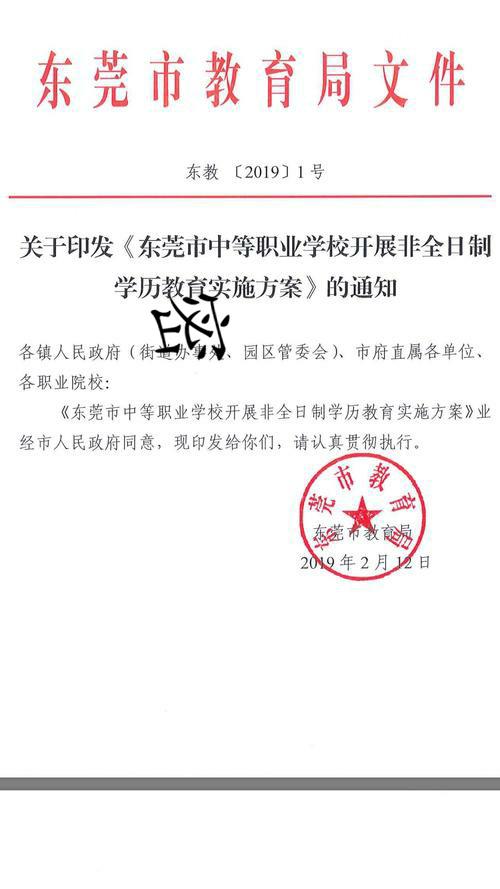 东莞市教育局文件
东教〔2019〕1号
关于印发《东莞市中等职业学校开展非全日制
学历教育实施方案》的通知
各镇人民政府（街道办事处、园区管委会）、市府直属各单位、
各职业院校：
《东莞市中等职业学校开展非全日制学历教育实施方案》业
经市人民政府同意，现印发给你们，请认真贯彻执行。
东莞市教育局
东莞市教育局
2019年2月12日